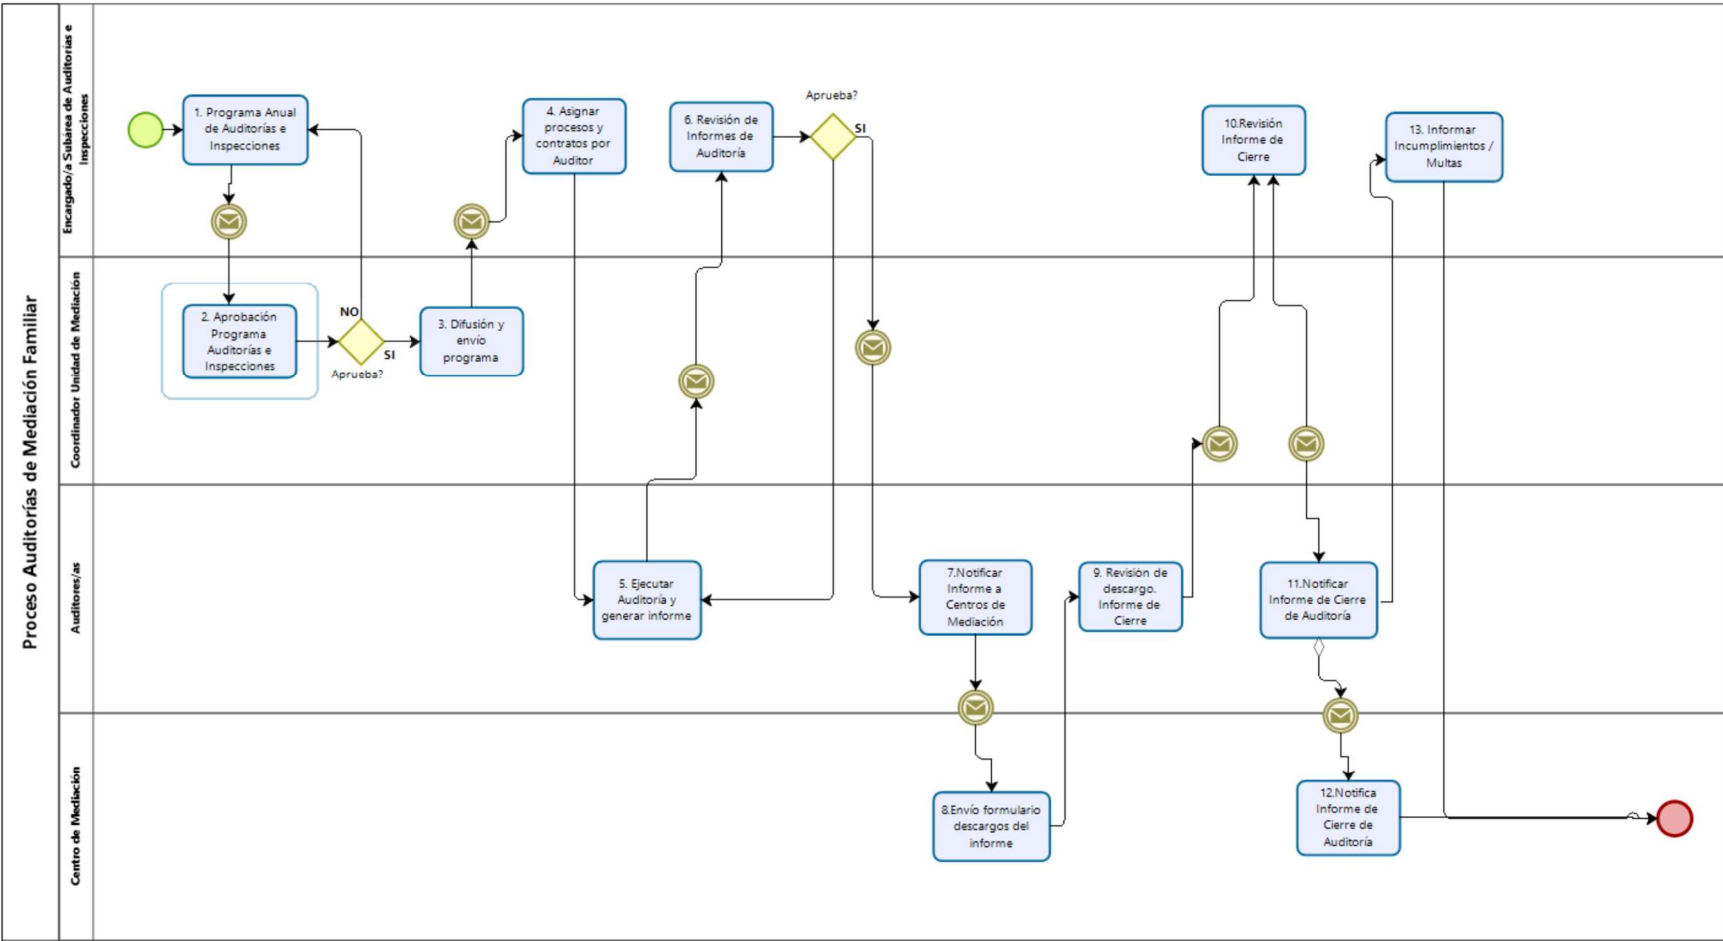 Proceso Auditorías de Mediación Familiar
Encargado/a Subárea de Auditorías e
Inspecciones
1. Programa Anual
de Auditorías e
Inspecciones
4. Asignar
procesos y
contratos por
Auditor
6. Revisión de
Informes de
Auditoría
Aprueba?
SI
10.Revisión
Informe de
Cierre
13. Informar
Incumplimientos /
Multas
Coordinador Unidad de Mediación
2. Aprobación
Programa
Auditorías e
Inspecciones
NO
SI
Aprueba?
3. Difusión y
envío
programa
Auditores/as
5. Ejecutar
Auditoría y
generar informe
7.Notificar
Informe a
Centros de
Mediación
9. Revisión de
descargo.
Informe de
Cierre
11.Notificar
Informe de Cierre
de Auditoría
Centro de Mediación
8.Envío formulario
descargos del
informe
12.Notifica
Informe de
Cierre de
Auditoría